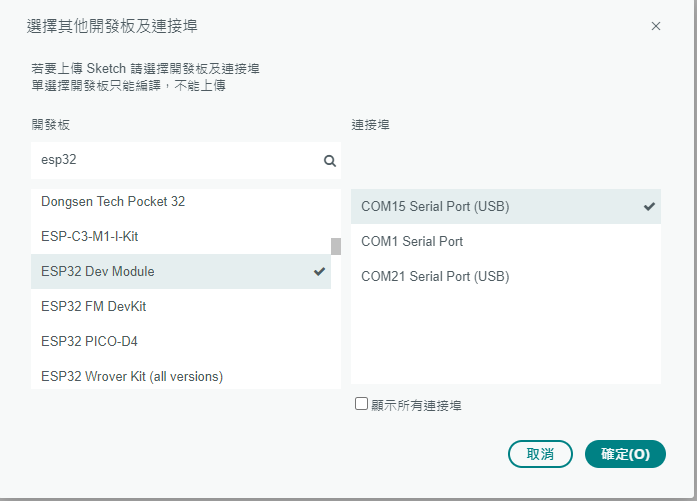 選擇其他開發板及連接埠
若要上傳 Sketch 請選擇開發板及連接埠
單選擇開發板只能編譯，不能上傳
開發板
連接埠
esp32
Dongsen Tech Pocket 32
ESP-C3-M1-I-Kit
ESP32 Dev Module
ESP32 FM DevKit
ESP32 PICO-D4
ESP32 Wrover Kit (all versions)
COM15 Serial Port (USB)
COM1 Serial Port
COM21 Serial Port (USB)
顯示所有連接埠
取消
確定(O)